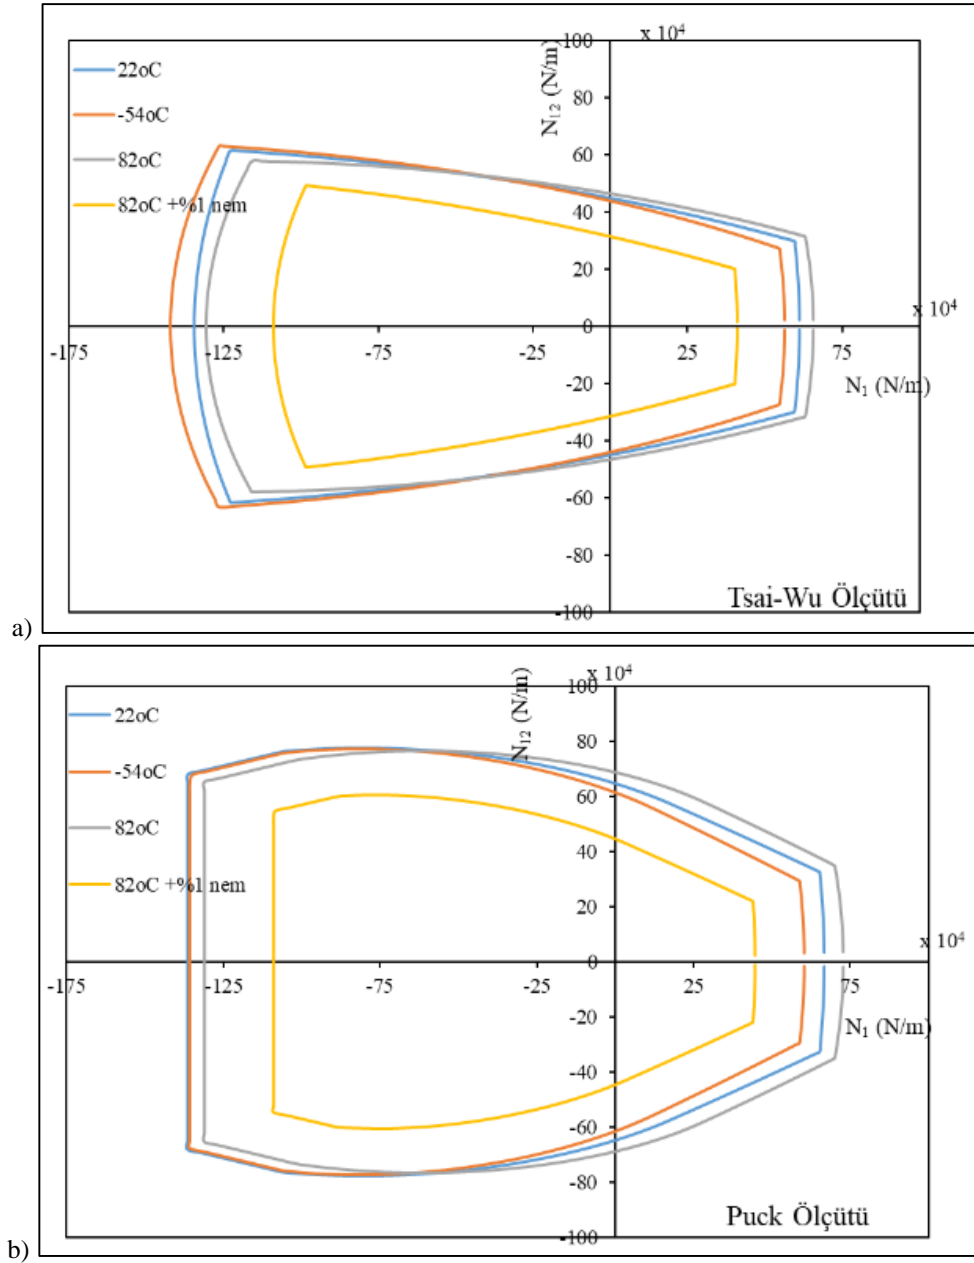 x 10⁴
100
N₁₂ (N/m)
22oC
80
-54oC
60
82oC
40
82oC +%1 nem
20
x 10⁴
0
-175
-125
-75
-25
25
75
-20
N₁ (N/m)
-40
-60
-80
-100
Tsai-Wu Ölçütü
a)
x 10⁴
100
N₁₂ (N/m)
22oC
80
-54oC
60
82oC
40
82oC +%1 nem
20
x 10⁴
0
-175
-125
-75
-25
25
75
-20
N₁ (N/m)
-40
-60
-80
Puck Ölçütü
-100
b)